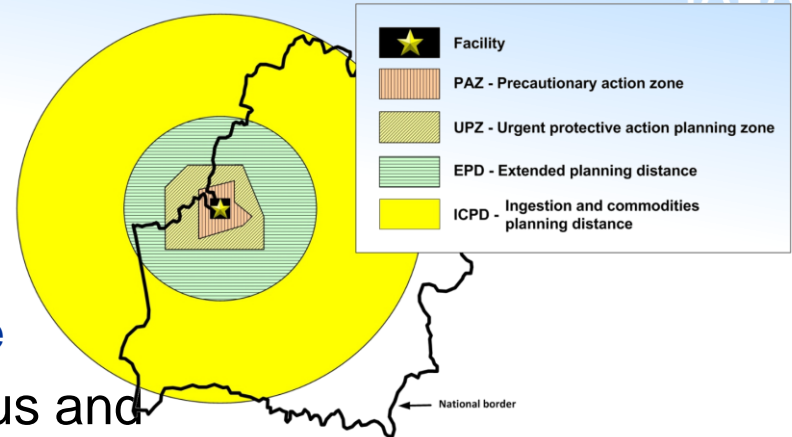 Facility
PAZ - Precautionary action zone
UPZ - Urgent protective action planning zone
EPD - Extended planning distance
ICPD - Ingestion and commodities
planning distance
us and
National border